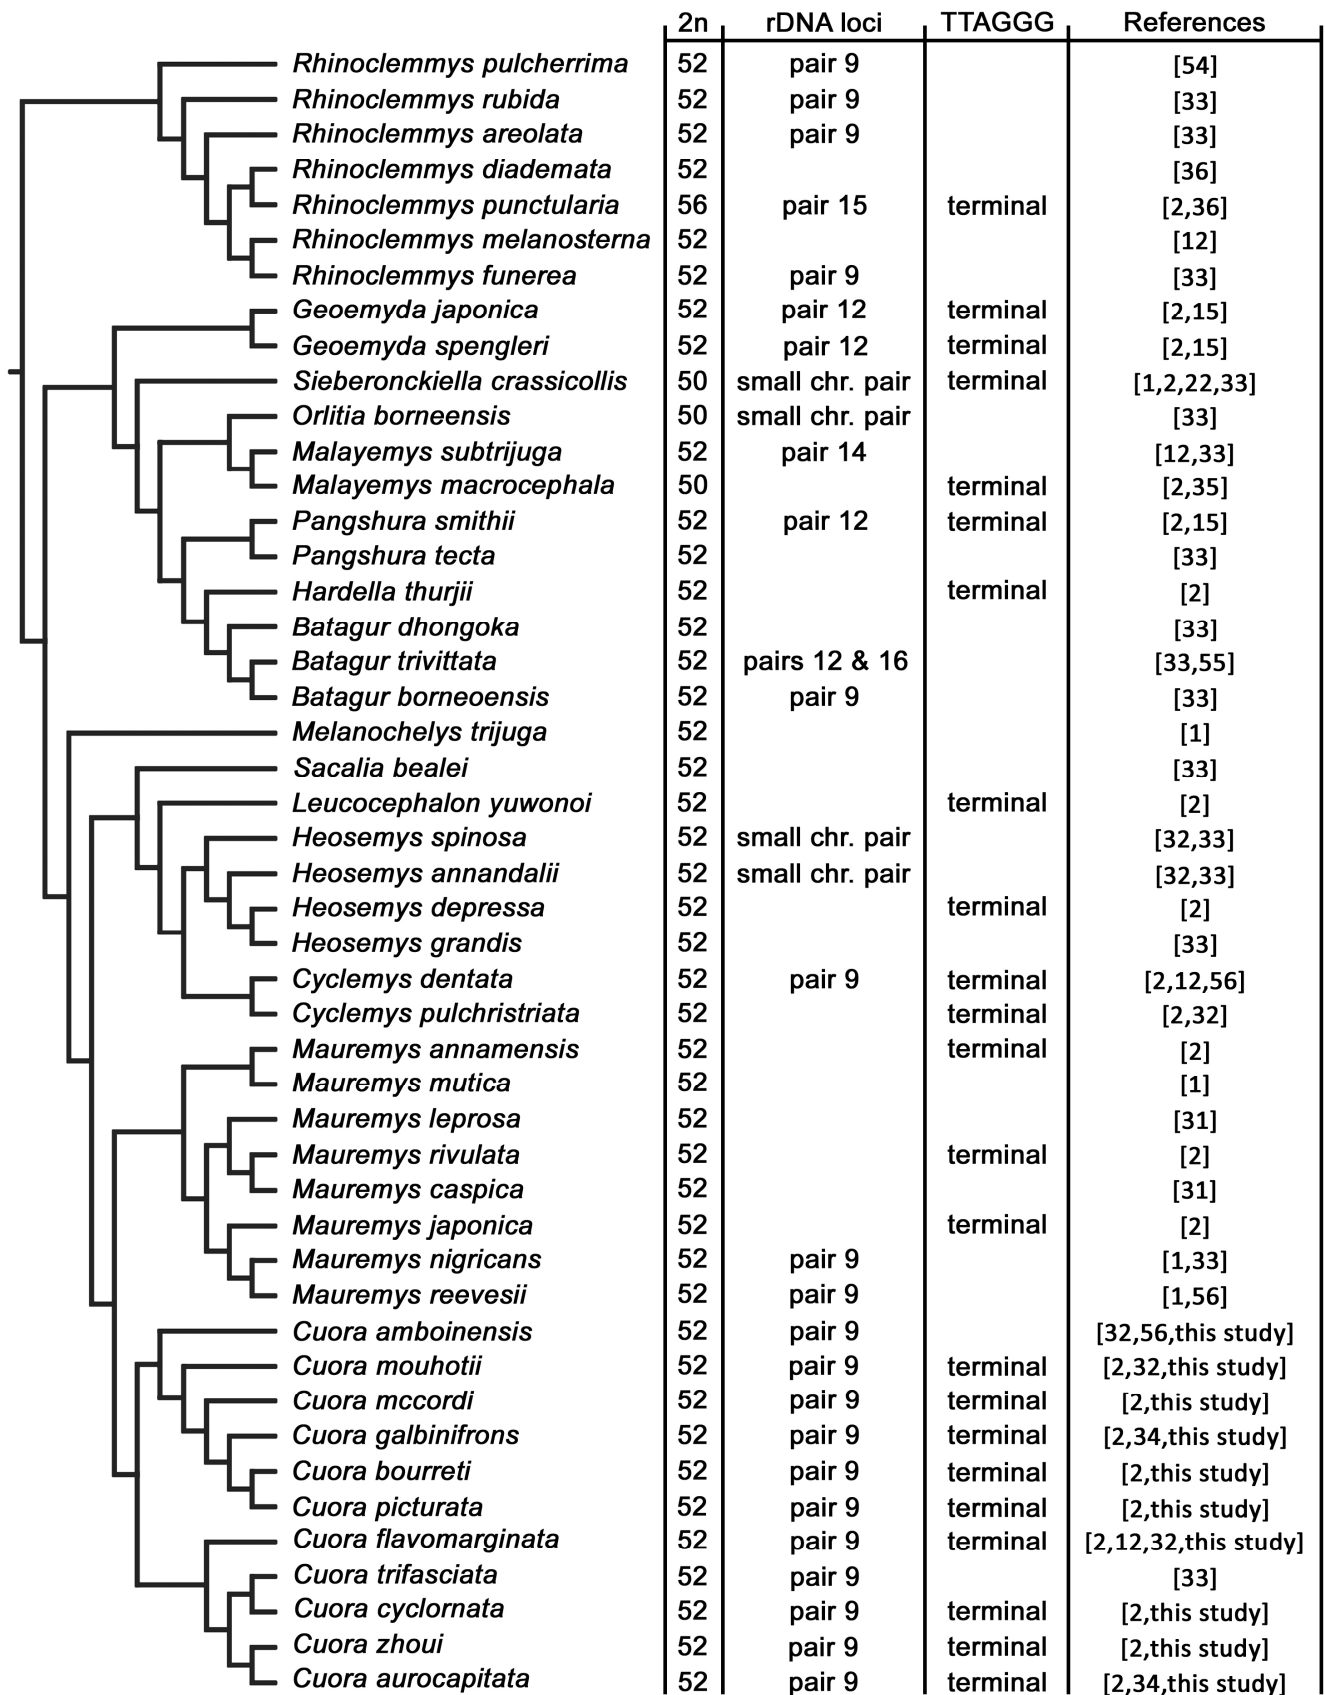 2n rDNA loci TTAGGG References
Rhinoclemmys pulcherrima 52 pair 9 [54]
Rhinoclemmys rubida 52 pair 9 [33]
Rhinoclemmys areolata 52 pair 9 [33]
Rhinoclemmys diademata 52 [36]
Rhinoclemmys punctularia 56 pair 15 terminal [2,36]
Rhinoclemmys melanosterna 52 [12]
Rhinoclemmys funerea 52 pair 9 [33]
Geoemyda japonica 52 pair 12 terminal [2,15]
Geoemyda spengleri 52 pair 12 terminal [2,15]
Sieberonckiella crassicollis 50 small chr. pair terminal [1,2,22,33]
Orlitia borneensis 50 small chr. pair [33]
Malayemys subtrijuga 52 pair 14 [12,33]
Malayemys macrocephala 50 terminal [2,35]
Pangshura smithii 52 pair 12 terminal [2,15]
Pangshura tecta 52 [33]
Hardella thurjii 52 terminal [2]
Batagur dhongoka 52 [33]
Batagur trivittata 52 pairs 12 & 16 [33,55]
Batagur borneoensis 52 pair 9 [33]
Melanochelys trijuga 52 [1]
Sacalia bealei 52 [33]
Leucocephalon yuwonoi 52 terminal [2]
Heosemys spinosa 52 small chr. pair [32,33]
Heosemys annandalii 52 small chr. pair [32,33]
Heosemys depressa 52 terminal [2]
Heosemys grandis 52 [33]
Cyclemys dentata 52 pair 9 terminal [2,12,56]
Cyclemys pulchristriata 52 terminal [2,32]
Mauremys annamensis 52 terminal [2]
Mauremys mutica 52 [1]
Mauremys leprosa 52 [31]
Mauremys rivulata 52 terminal [2]
Mauremys caspica 52 [31]
Mauremys japonica 52 terminal [2]
Mauremys nigricans 52 pair 9 [1,33]
Mauremys reevesii 52 pair 9 [1,56]
Cuora amboinensis 52 pair 9 [32,56,this study]
Cuora mouhotii 52 pair 9 terminal [2,32,this study]
Cuora mccordi 52 pair 9 terminal [2,this study]
Cuora galbinifrons 52 pair 9 terminal [2,34,this study]
Cuora bourreti 52 pair 9 terminal [2,this study]
Cuora picturata 52 pair 9 terminal [2,this study]
Cuora flavomarginata 52 pair 9 terminal [2,12,32,this study]
Cuora trifasciata 52 pair 9 [33]
Cuora cyclornata 52 pair 9 terminal [2,this study]
Cuora zhoui 52 pair 9 terminal [2,this study]
Cuora aurocapitata 52 pair 9 terminal [2,34,this study]